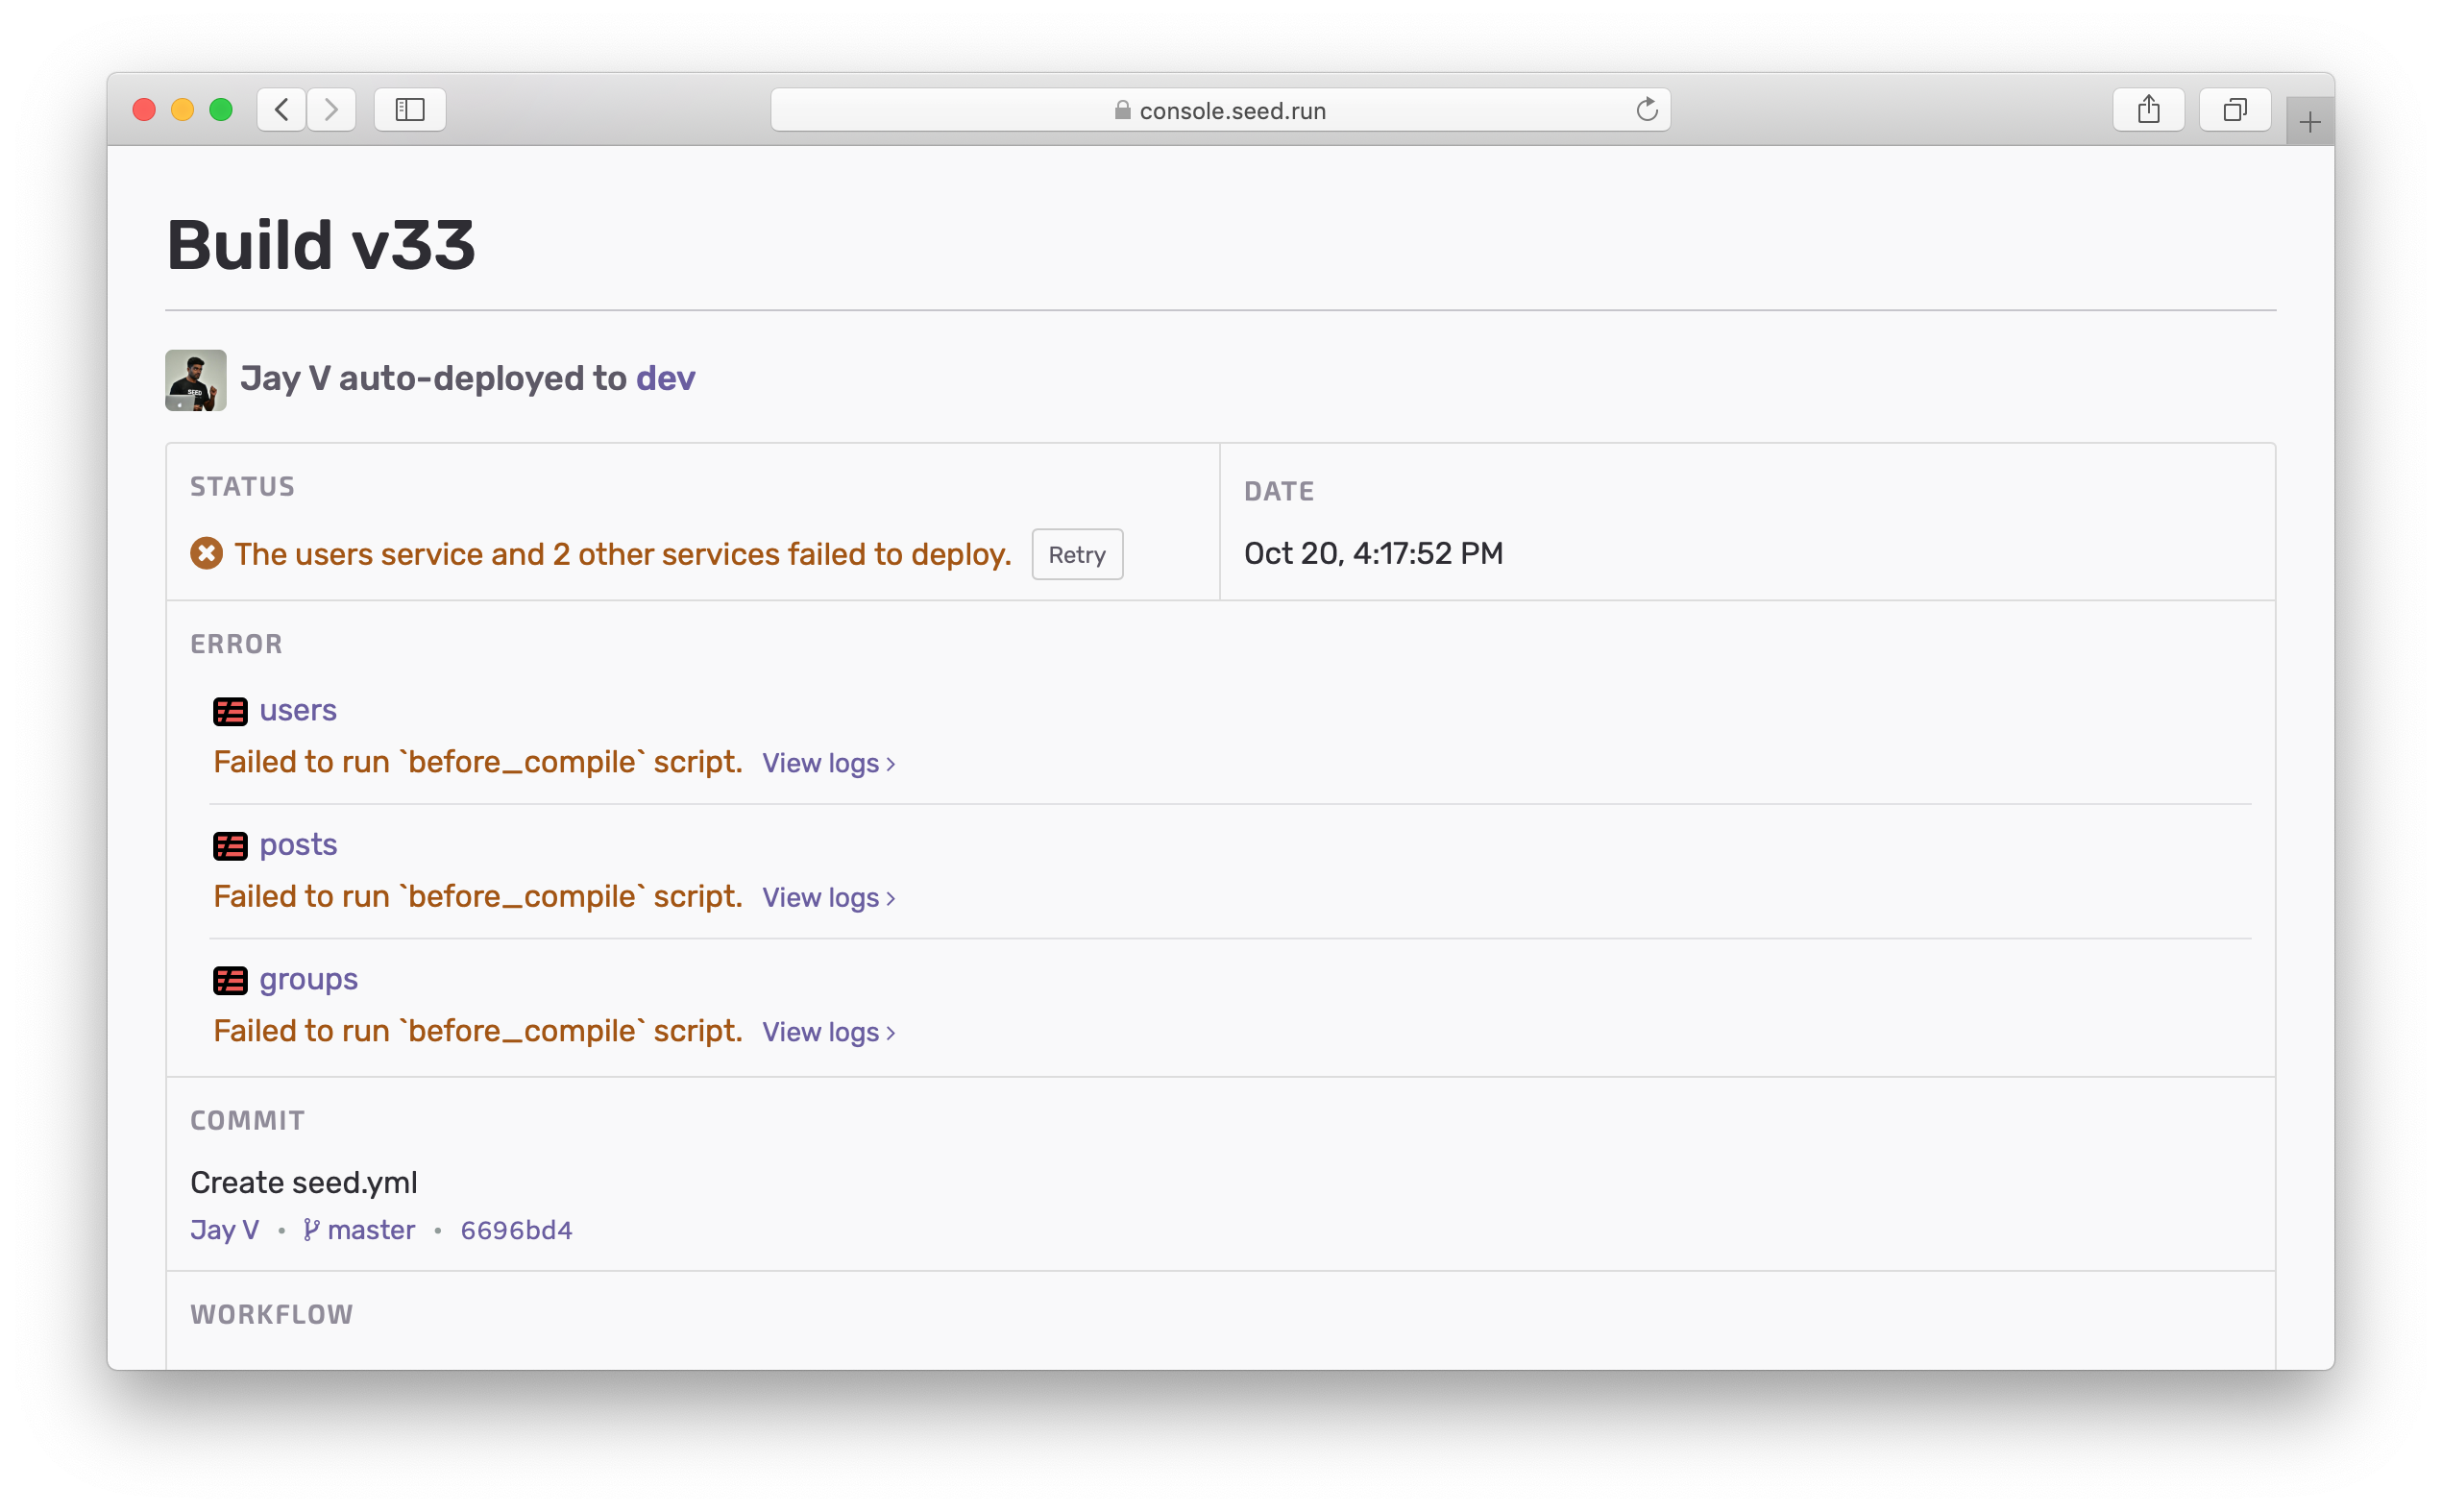 console.seed.run
Build v33
Jay V auto-deployed to dev
STATUS
The users service and 2 other services failed to deploy. Retry
DATE
Oct 20, 4:17:52 PM
ERROR
users
Failed to run `before_compile` script. View logs ›
posts
Failed to run `before_compile` script. View logs ›
groups
Failed to run `before_compile` script. View logs ›
COMMIT
Create seed.yml
Jay V • master • 6696bd4
WORKFLOW